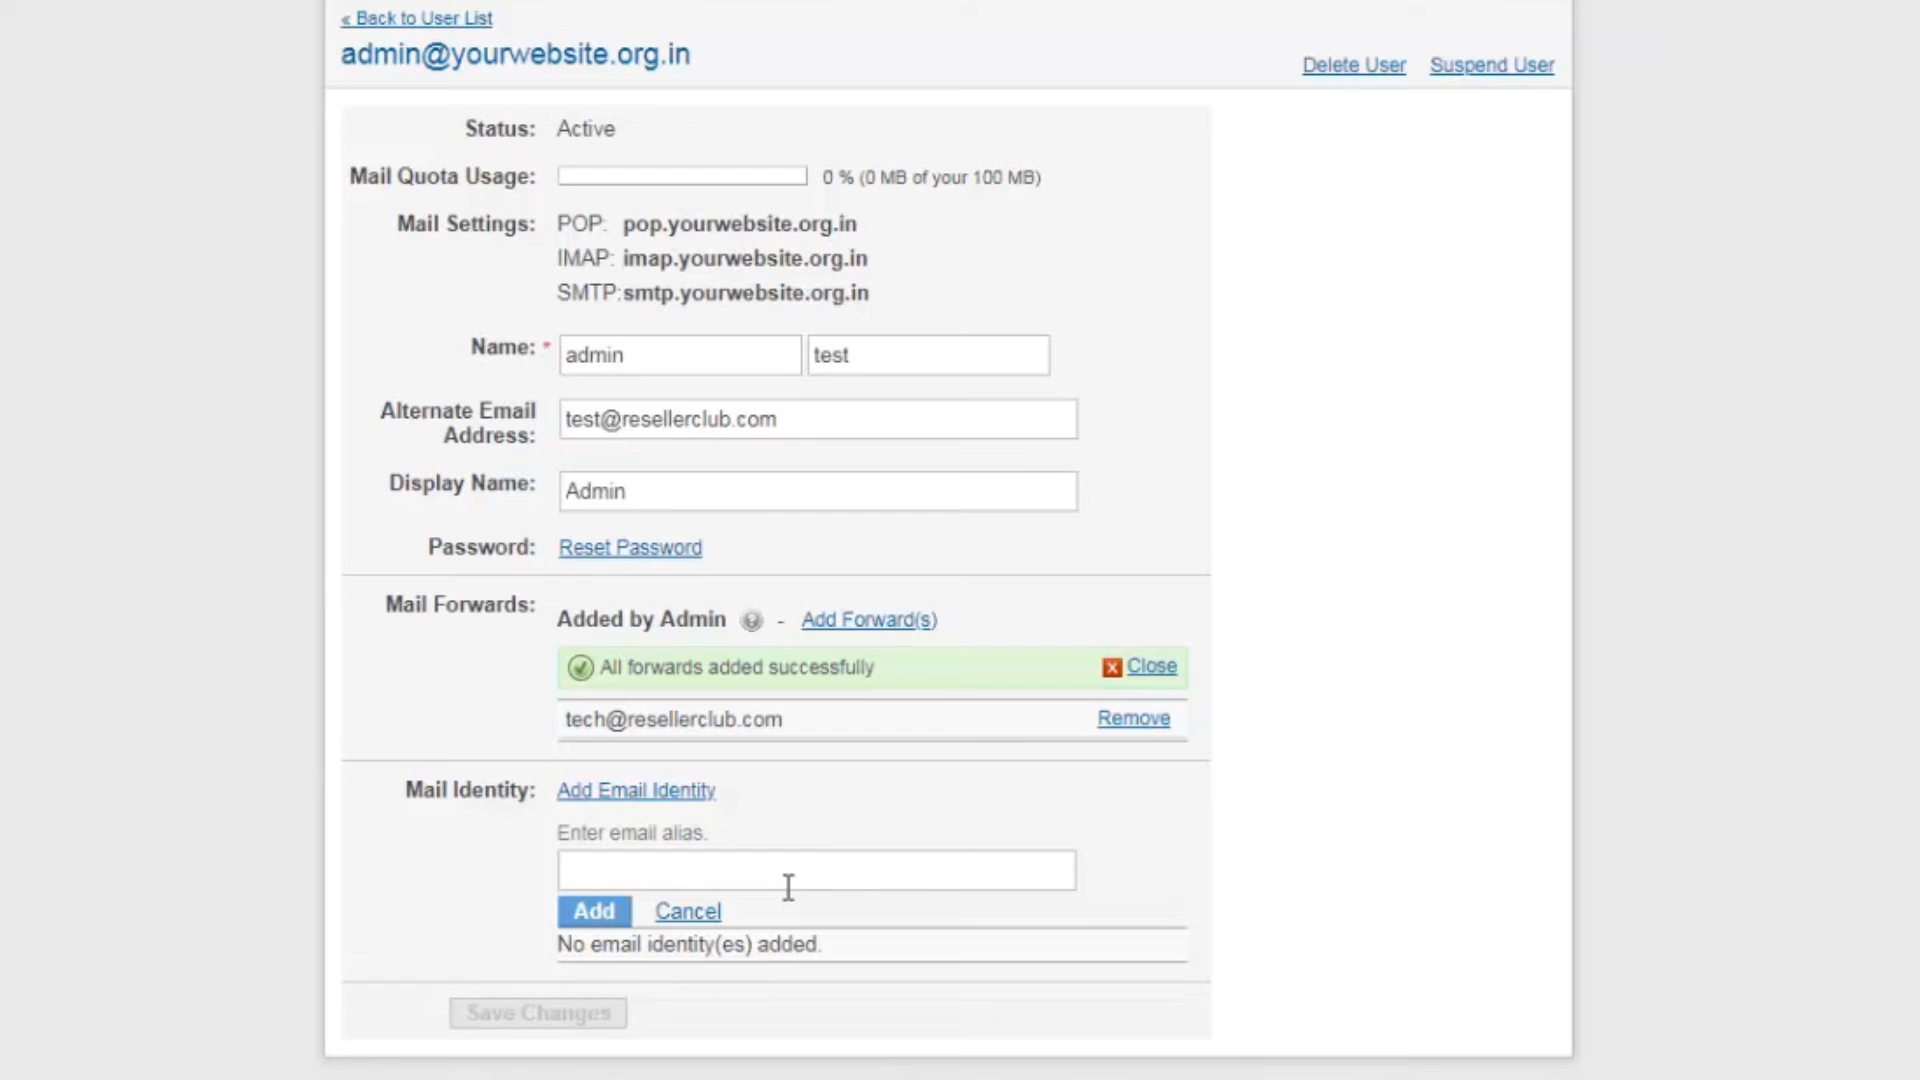 « Back to User List
admin@yourwebsite.org.in
Delete User Suspend User
Status: Active
Mail Quota Usage: 0 % (0 MB of your 100 MB)
Mail Settings: POP: pop.yourwebsite.org.in
IMAP: imap.yourwebsite.org.in
SMTP: smtp.yourwebsite.org.in
Name: * admin test
Alternate Email Address: test@resellerclub.com
Display Name: Admin
Password: Reset Password
Mail Forwards: Added by Admin - Add Forward(s)
All forwards added successfully x Close
tech@resellerclub.com Remove
Mail Identity: Add Email Identity
Enter email alias.
Add Cancel
No email identity(es) added.
Save Changes